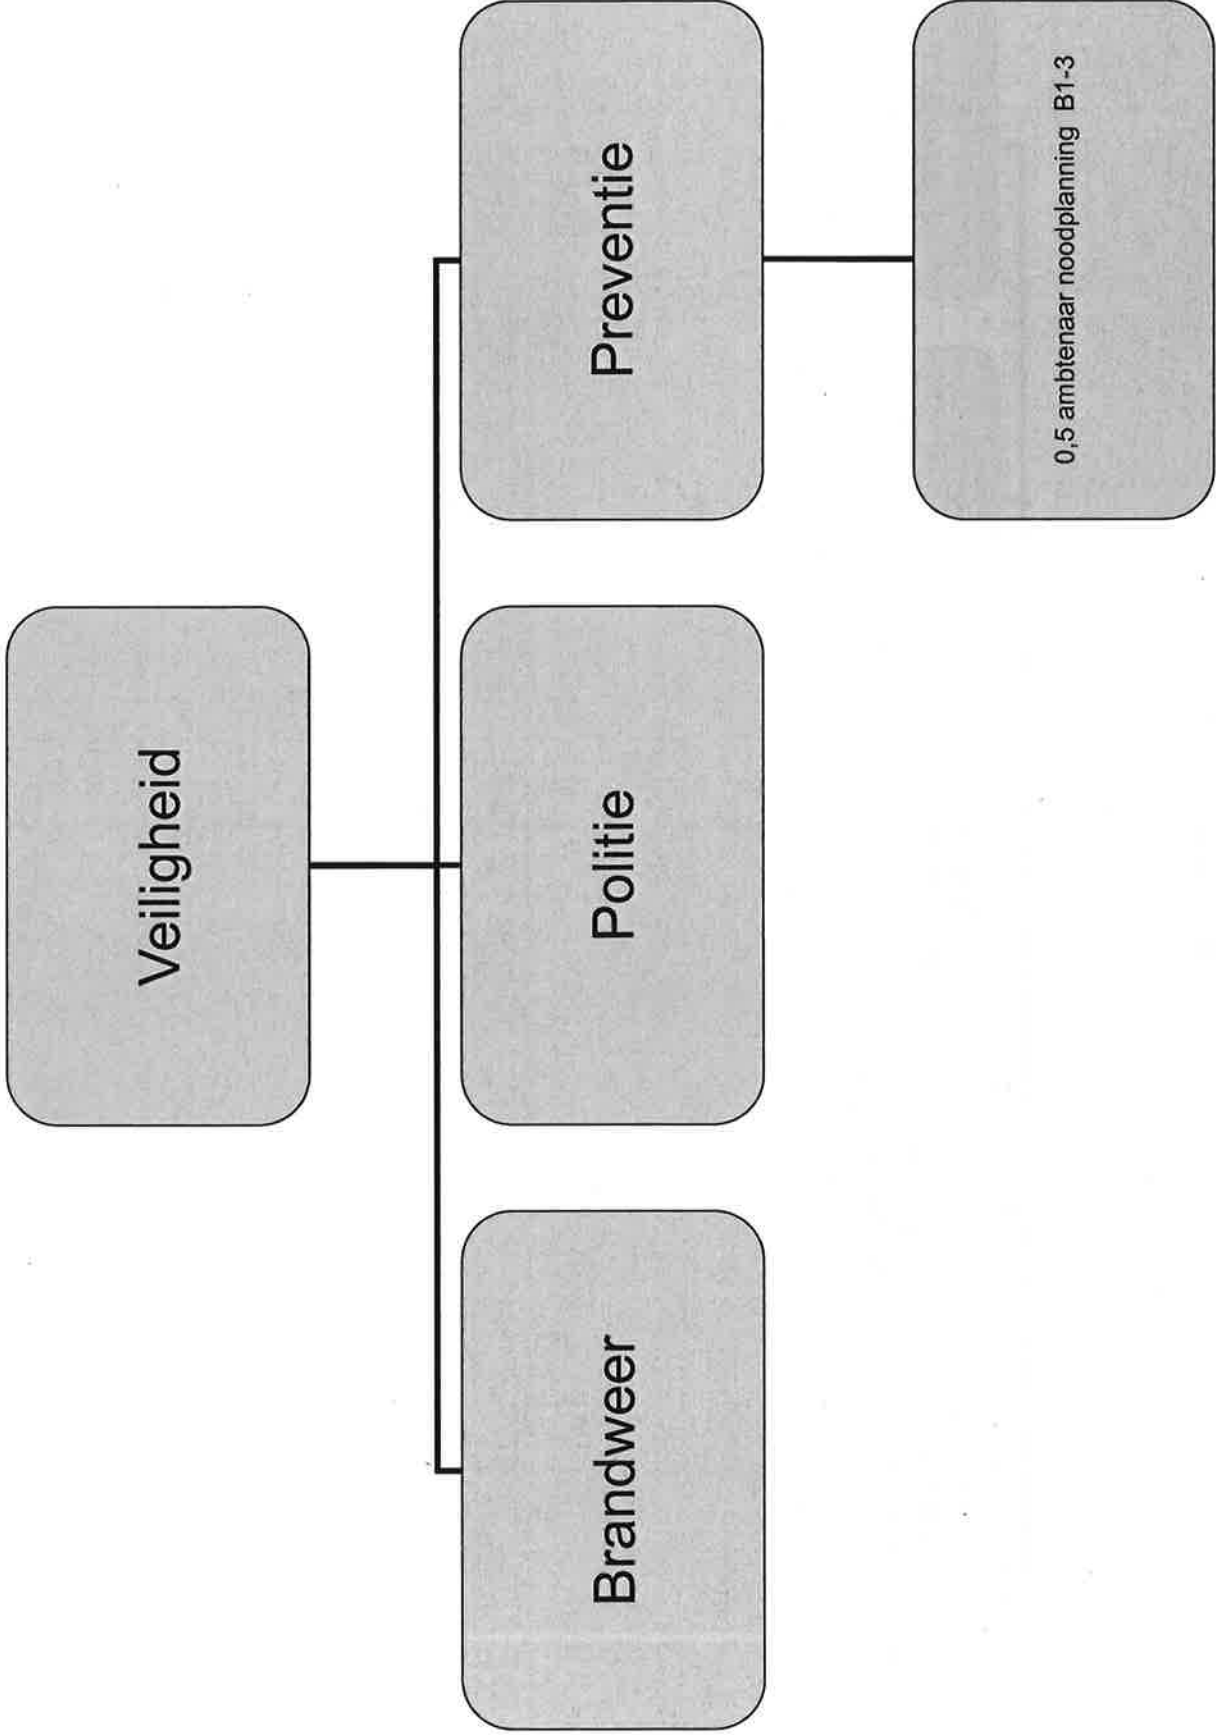 Veiligheid
Brandweer
Politie
Preventie
0,5 ambtenaar noodplanning B1-3